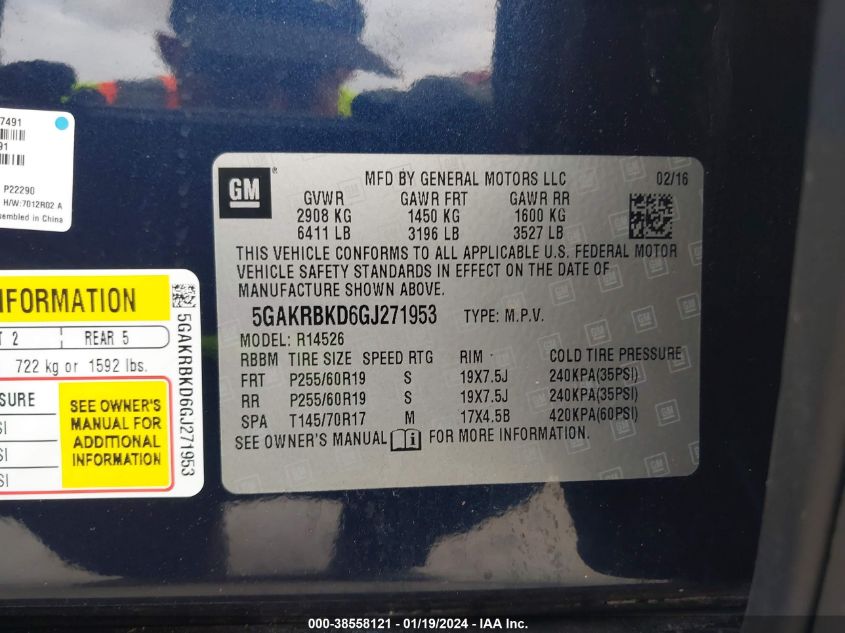 7491
91
P22290
H/W:7012R02 A
ssembled in China
NFORMATION
T 2 REAR 5
722 kg or 1592 lbs.
SURE
SI
SI
SI
SEE OWNER'S
MANUAL FOR
ADDITIONAL
INFORMATION
5GAKRBKD6GJ271953
GM
MFD BY GENERAL MOTORS LLC 02/16
GVWR GAWR FRT GAWR RR
2908 KG 1450 KG 1600 KG
6411 LB 3196 LB 3527 LB
THIS VEHICLE CONFORMS TO ALL APPLICABLE U.S. FEDERAL MOTOR
VEHICLE SAFETY STANDARDS IN EFFECT ON THE DATE OF
MANUFACTURE SHOWN ABOVE.
5GAKRBKD6GJ271953 TYPE: M.P.V.
MODEL: R14526
RBBM TIRE SIZE SPEED RTG RIM COLD TIRE PRESSURE
FRT P255/60R19 S 19X7.5J 240KPA(35PSI)
RR P255/60R19 S 19X7.5J 240KPA(35PSI)
SPA T145/70R17 M 17X4.5B 420KPA(60PSI)
SEE OWNER'S MANUAL FOR MORE INFORMATION.
000-38558121 - 01/19/2024 - IAA Inc.